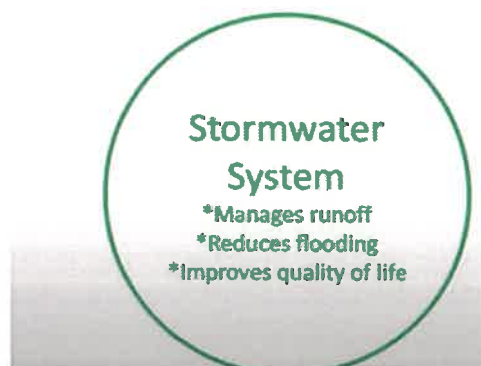 Stormwater
System
*Manages runoff
*Reduces flooding
*Improves quality of life